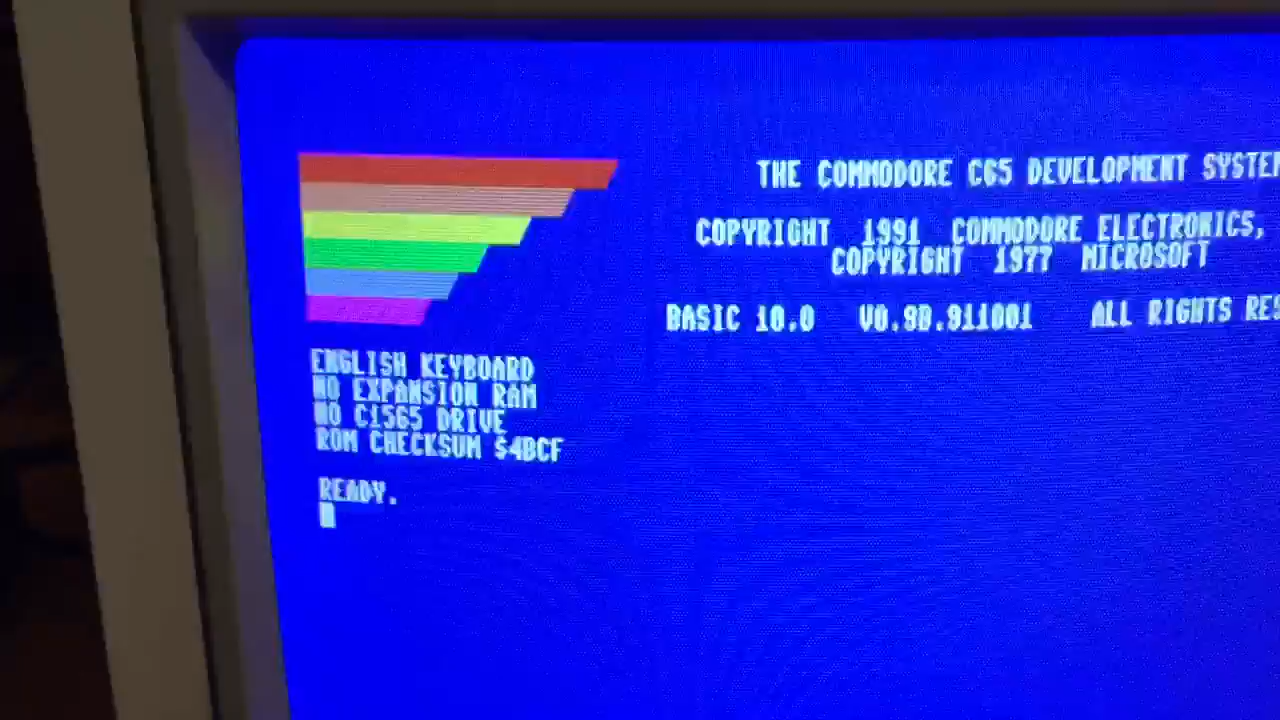 THE COMMODORE C65 DEVELOPMENT SYSTEM
COPYRIGHT 1991 COMMODORE ELECTRONICS,
COPYRIGHT 1977 MICROSOFT
BASIC 10.0 V0.9B.911001 ALL RIGHTS RES
ENGLISH KEYBOARD
NO EXPANSION RAM
NO C1565 DRIVE
ROM CHECKSUM $4BCF
READY.